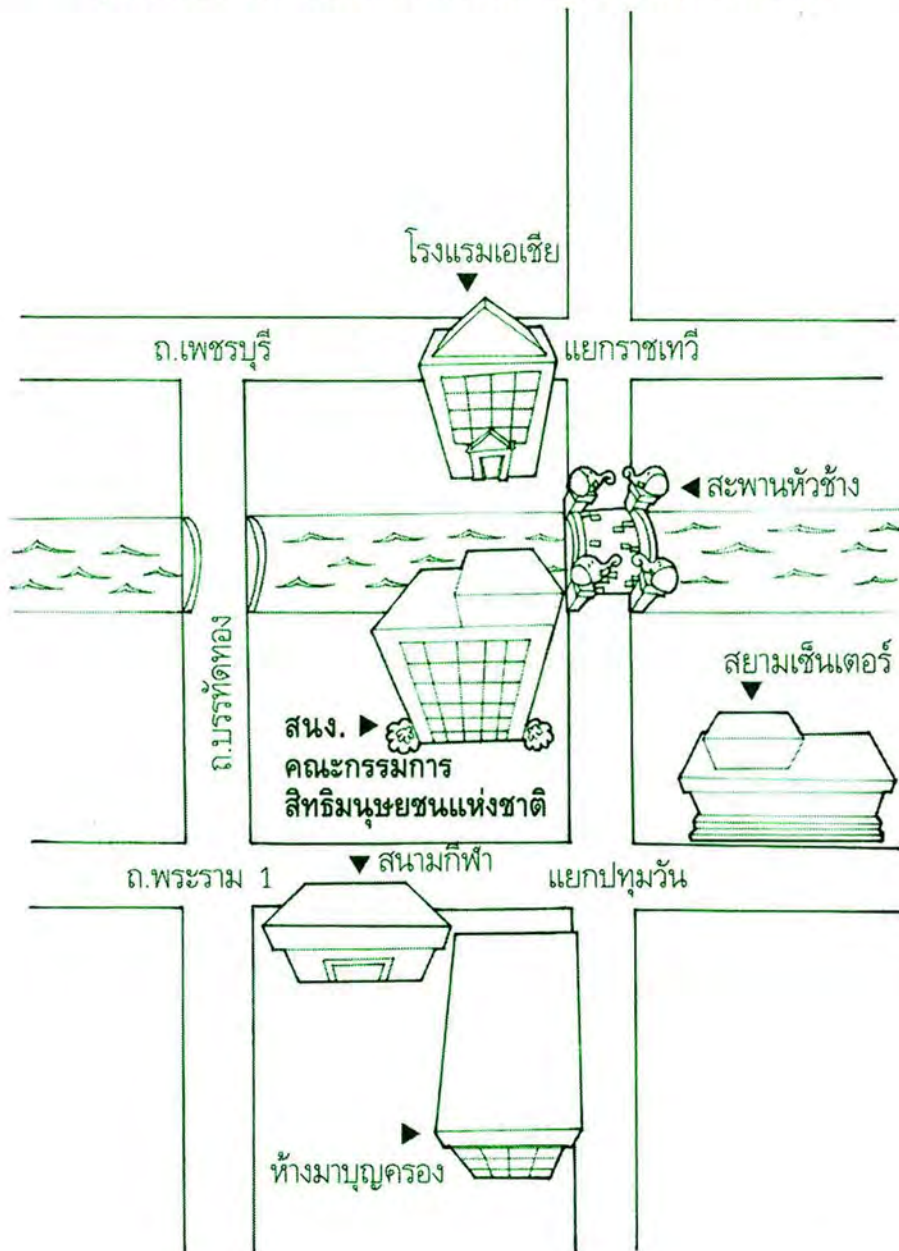 โรงแรมเอเชีย
ถ.เพชรบุรี
แยกราชเทวี
สะพานหัวช้าง
ถ.บรรทัดทอง
สยามเซ็นเตอร์
สนง.
คณะกรรมการ
สิทธิมนุษยชนแห่งชาติ
สนามกีฬา
ถ.พระราม 1
แยกปทุมวัน
ห้างมาบุญครอง